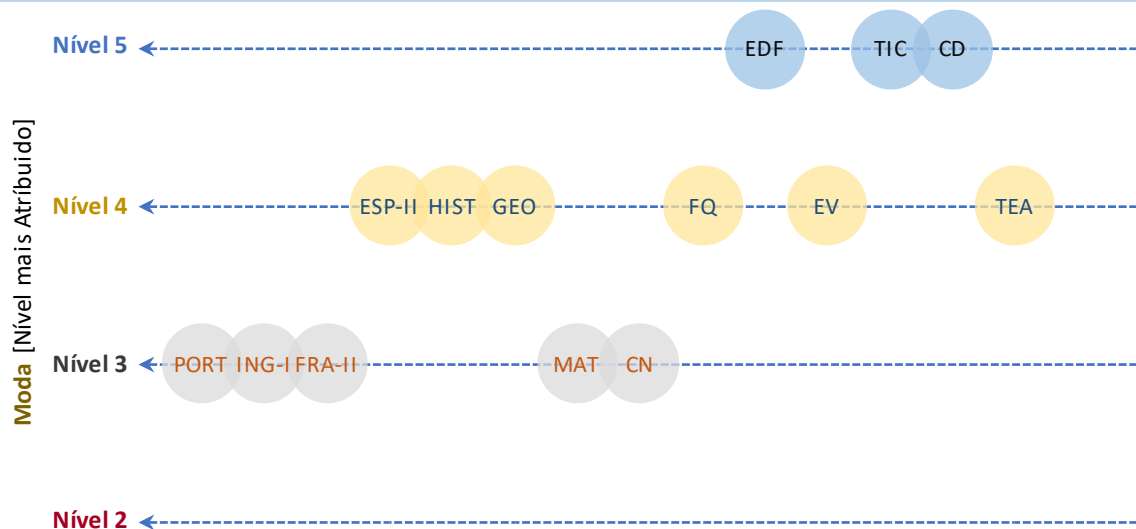 Nível 5
EDF
TIC
CD
Nível 4
ESP-II
HIST
GEO
FQ
EV
TEA
Nível 3
PORT
ING-I
FRA-II
MAT
CN
Nível 2
Moda [Nível mais Atríbuido]